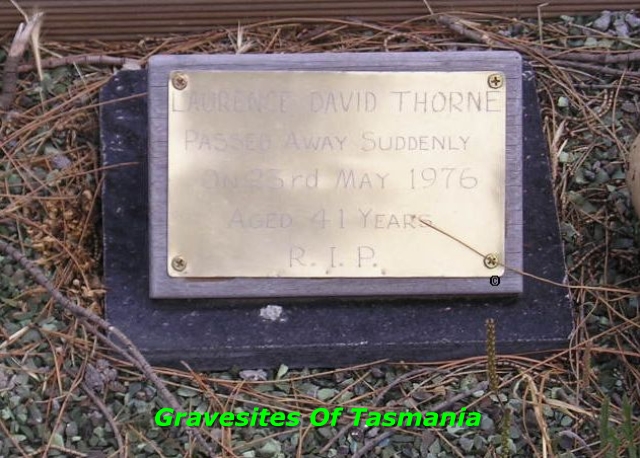 LAURENCE DAVID THORNE
PASSED AWAY SUDDENLY
ON 23rd MAY 1976
AGED 41 YEARS
R. I. P.
©
Gravesites Of Tasmania